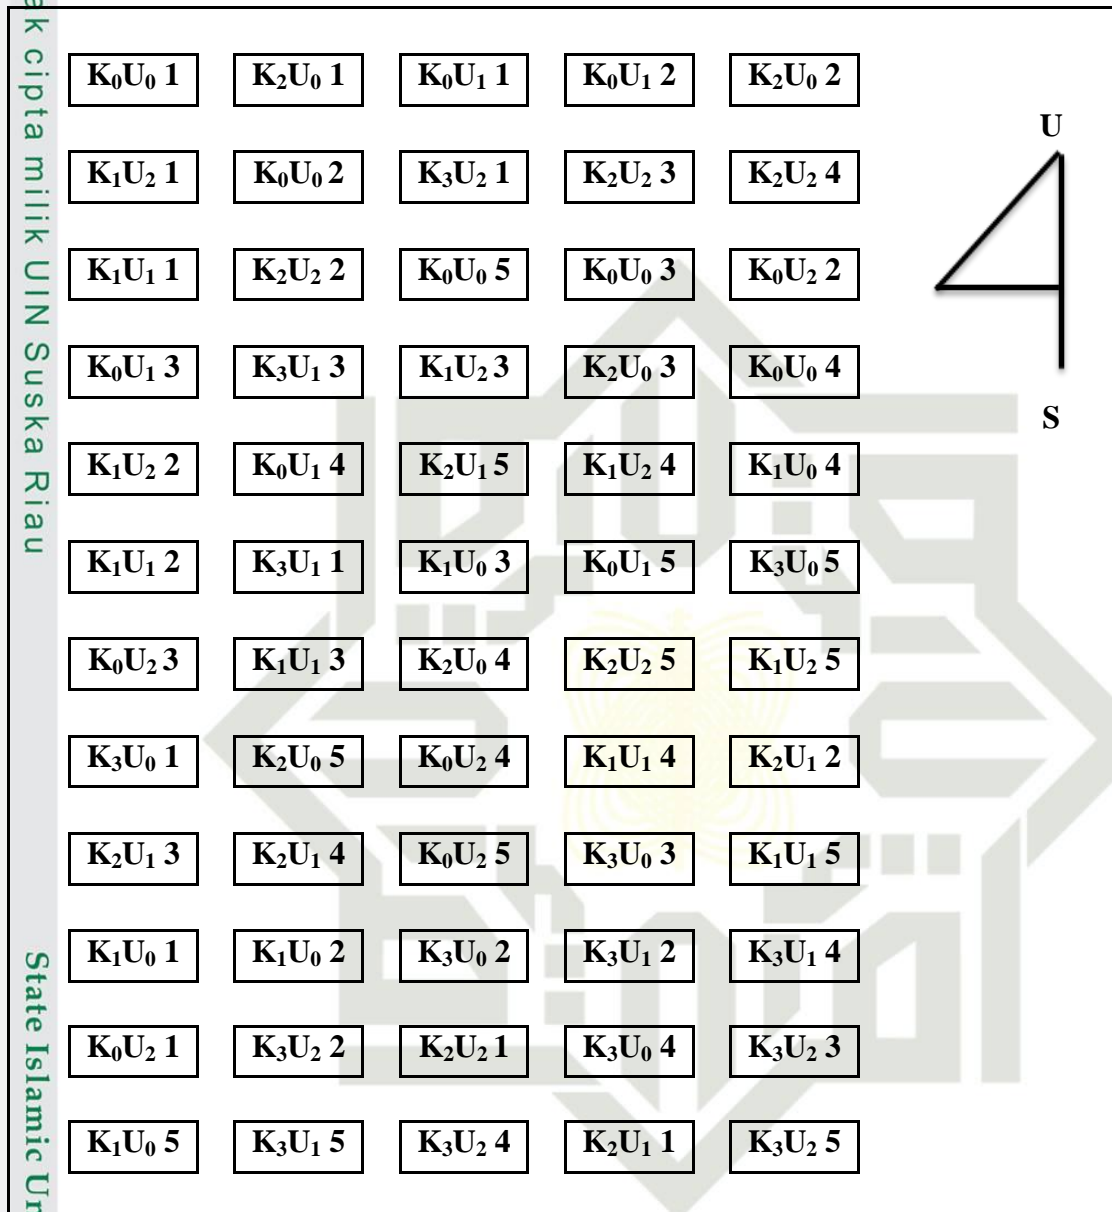 K₀U₀ 1 K₂U₀ 1 K₀U₁ 1 K₀U₁ 2 K₂U₀ 2
U
K₁U₂ 1 K₀U₀ 2 K₃U₂ 1 K₂U₂ 3 K₂U₂ 4
K₁U₁ 1 K₂U₂ 2 K₀U₀ 5 K₀U₀ 3 K₀U₂ 2
K₀U₁ 3 K₃U₁ 3 K₁U₂ 3 K₂U₀ 3 K₀U₀ 4
S
K₁U₂ 2 K₀U₁ 4 K₂U₁ 5 K₁U₂ 4 K₁U₀ 4
K₁U₁ 2 K₃U₁ 1 K₁U₀ 3 K₀U₁ 5 K₃U₀ 5
K₀U₂ 3 K₁U₁ 3 K₂U₀ 4 K₂U₂ 5 K₁U₂ 5
K₃U₀ 1 K₂U₀ 5 K₀U₂ 4 K₁U₁ 4 K₂U₁ 2
K₂U₁ 3 K₂U₁ 4 K₀U₂ 5 K₃U₀ 3 K₁U₁ 5
K₁U₀ 1 K₁U₀ 2 K₃U₀ 2 K₃U₁ 2 K₃U₁ 4
K₀U₂ 1 K₃U₂ 2 K₂U₂ 1 K₃U₀ 4 K₃U₂ 3
K₁U₀ 5 K₃U₁ 5 K₃U₂ 4 K₂U₁ 1 K₃U₂ 5
cipta milik UIN Suska Riau
State Islamic